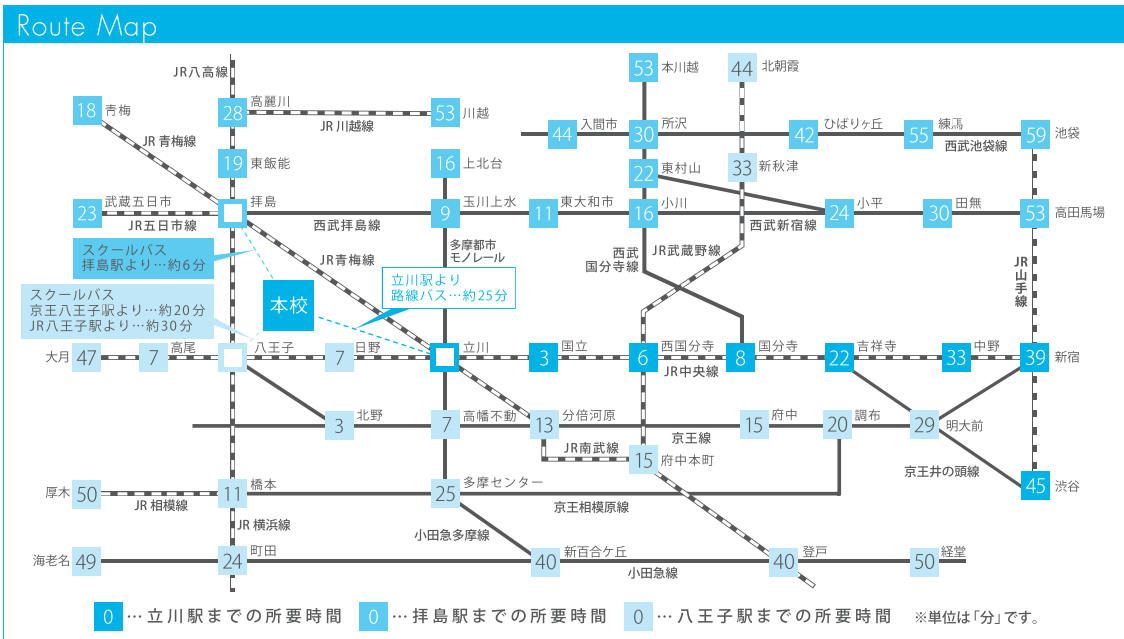 Route Map
JR八高線
53 本川越
44 北朝霞
18 青梅
28 高麗川
53 川越
JR川越線
JR青梅線
44 入間市
30 所沢
42 ひばりヶ丘
55 練馬
59 池袋
西武池袋線
19 東飯能
16 上北台
22 東村山
33 新秋津
23 武蔵五日市
拝島
9 玉川上水
11 東大和市
16 小川
24 小平
30 田無
53 高田馬場
JR五日市線
西武拝島線
西武新宿線
スクールバス
拝島駅より…約6分
JR青梅線
多摩都市
モノレール
西武
国分寺線
JR武蔵野線
JR山手線
立川駅より
路線バス…約25分
スクールバス
京王八王子駅より…約20分
JR八王子駅より…約30分
本校
大月 47
7 高尾
八王子
7 日野
立川
3 国立
6 西国分寺
8 国分寺
22 吉祥寺
33 中野
39 新宿
JR中央線
3 北野
7 高幡不動
13 分倍河原
15 府中
20 調布
29 明大前
京王線
JR南武線
15 府中本町
京王井の頭線
45 渋谷
厚木 50
11 橋本
25 多摩センター
JR相模線
京王相模原線
JR横浜線
小田急多摩線
海老名 49
24 町田
40 新百合ケ丘
40 登戸
50 経堂
小田急線
0 …立川駅までの所要時間 0 …拝島駅までの所要時間 0 …八王子駅までの所要時間 ※単位は「分」です。